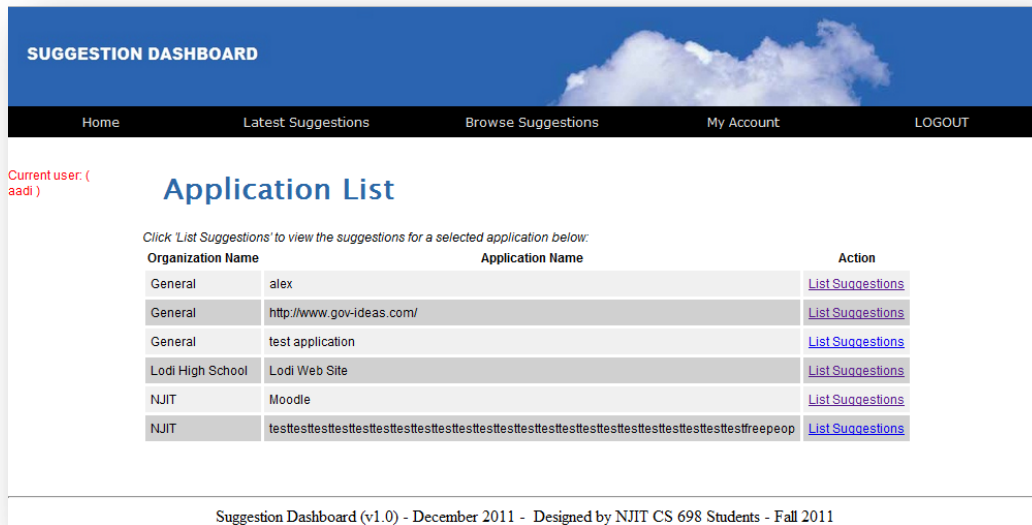 SUGGESTION DASHBOARD
Home Latest Suggestions Browse Suggestions My Account LOGOUT
Current user: (
aadi )
Application List
Click 'List Suggestions' to view the suggestions for a selected application below:
Organization Name Application Name Action
General alex List Suggestions
General http://www.gov-ideas.com/ List Suggestions
General test application List Suggestions
Lodi High School Lodi Web Site List Suggestions
NJIT Moodle List Suggestions
NJIT List Suggestions
Suggestion Dashboard (v1.0) - December 2011 - Designed by NJIT CS 698 Students - Fall 2011